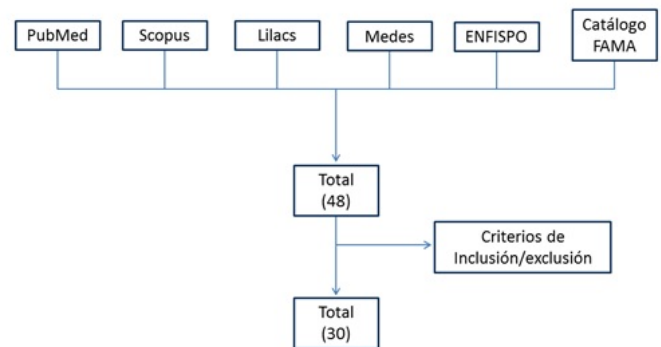 PubMed
Scopus
Lilacs
Medes
ENFISPO
Catálogo
FAMA
Total
(48)
Criterios de
Inclusión/exclusión
Total
(30)